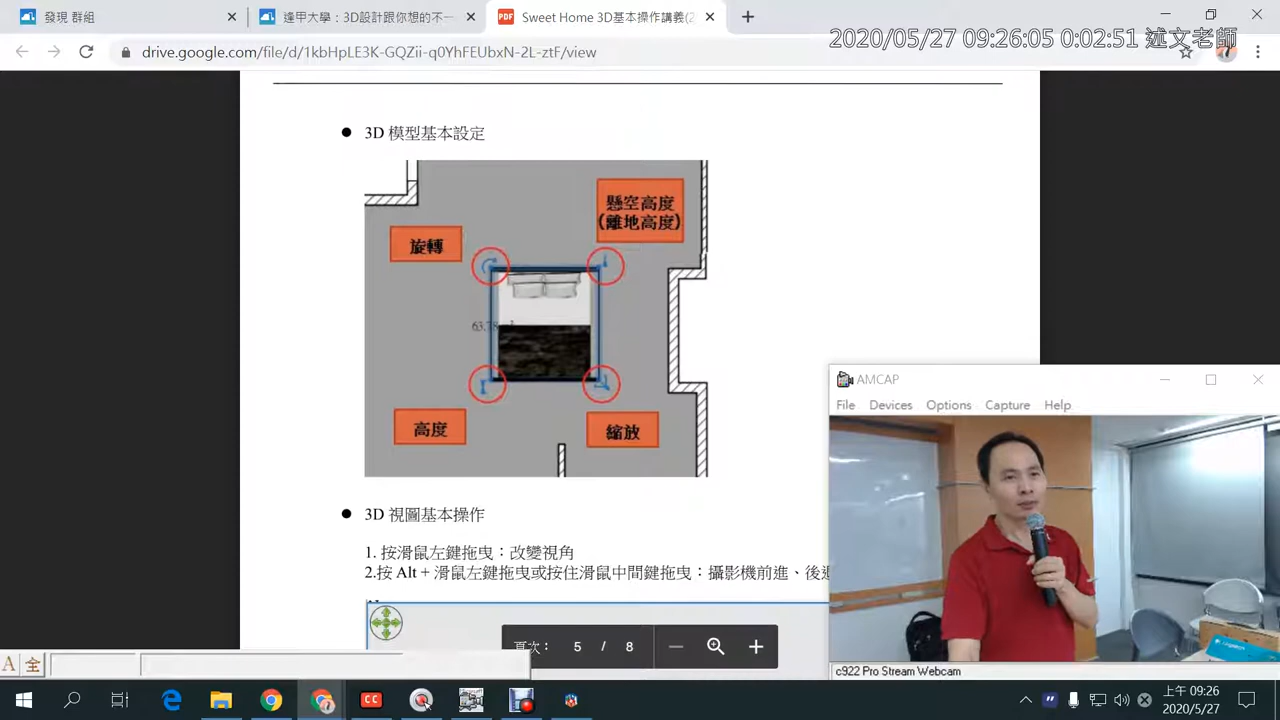 發現 群組
逢甲大學：3D設計跟你想的不一
PDF
Sweet Home 3D基本操作講義(2
drive.google.com/file/d/1kbHpLE3K-GQZii-q0YhFEUbxN-2L-ztF/view
2020/05/27 09:26:05 0:02:51 述文老師
3D 模型基本設定
懸空高度
(離地高度)
旋轉
高度
縮放
3D 視圖基本操作
1. 按滑鼠左鍵拖曳：改變視角
2.按 Alt + 滑鼠左鍵拖曳或按住滑鼠中間鍵拖曳：攝影機前進、後退
頁次： 5 / 8
AMCAP
File Devices Options Capture Help
c922 Pro Stream Webcam
A 全
CC
上午 09:26
2020/5/27